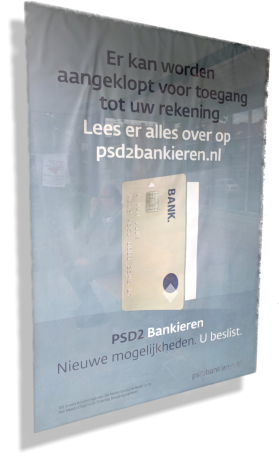 Er kan worden
aangeklopt voor toegang
tot uw rekening
Lees er alles over op
psd2bankieren.nl
BANK.
PSD2 Bankieren
Nieuwe mogelijkheden. U beslist.